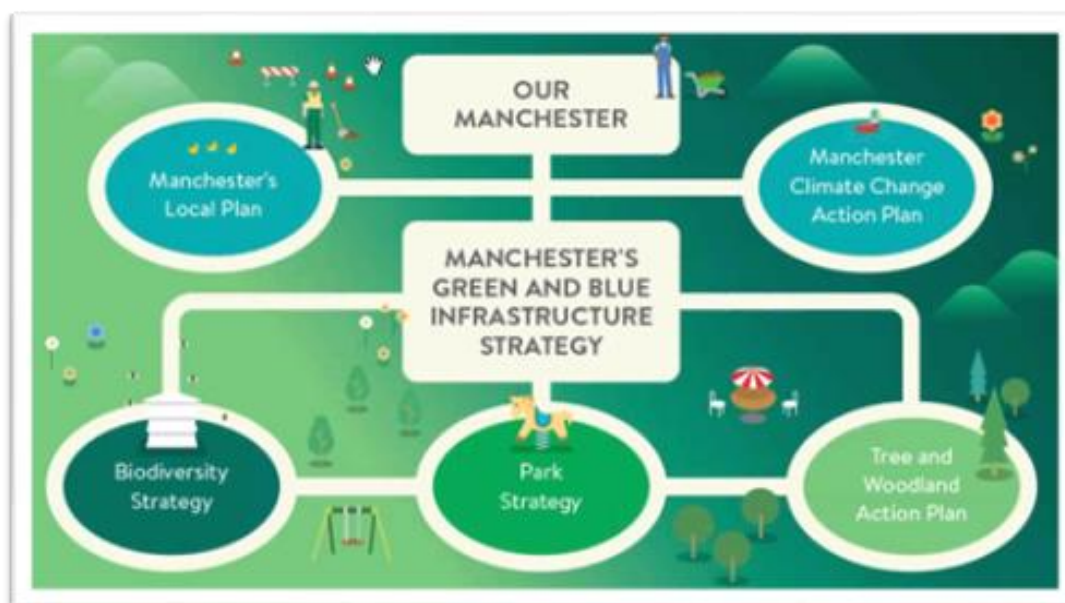 OUR
MANCHESTER
Manchester's
Local Plan
Manchester
Climate Change
Action Plan
MANCHESTER'S
GREEN AND BLUE
INFRASTRUCTURE
STRATEGY
Biodiversity
Strategy
Park
Strategy
Tree and
Woodland
Action Plan